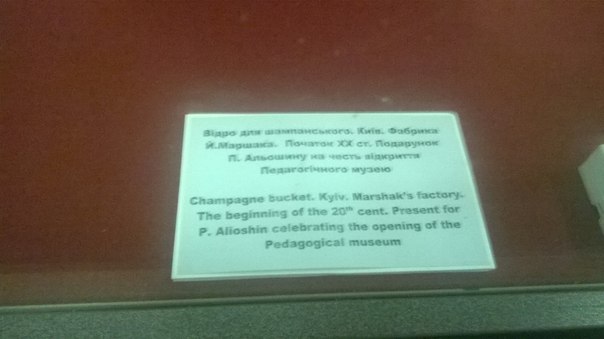 Відро для шампанського. Київ. Фабрика
Й.Маршака. Початок ХХ ст. Подарунок
П. Альошину на честь відкриття
Педагогічного музею
Champagne bucket. Kyiv. Marshak's factory.
The beginning of the 20th cent. Present for
P. Alioshin celebrating the opening of the
Pedagogical museum